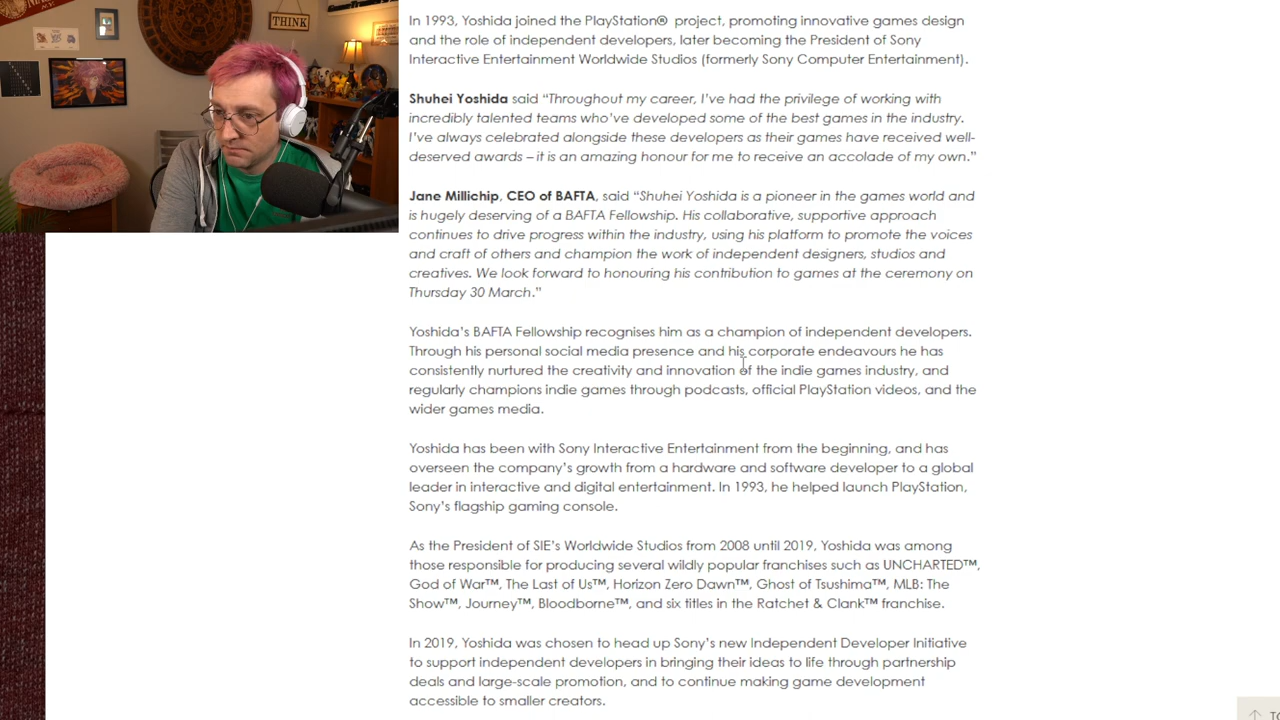 THINK
In 1993, Yoshida joined the PlayStation® project, promoting innovative games design
and the role of independent developers, later becoming the President of Sony
Interactive Entertainment Worldwide Studios (formerly Sony Computer Entertainment).
Shuhei Yoshida said “Throughout my career, I’ve had the privilege of working with
incredibly talented teams who’ve developed some of the best games in the industry.
I’ve always celebrated alongside these developers as their games have received well-
deserved awards – it is an amazing honour for me to receive an accolade of my own.”
Jane Millichip, CEO of BAFTA, said “Shuhei Yoshida is a pioneer in the games world and
is hugely deserving of a BAFTA Fellowship. His collaborative, supportive approach
continues to drive progress within the industry, using his platform to promote the voices
and craft of others and champion the work of independent designers, studios and
creatives. We look forward to honouring his contribution to games at the ceremony on
Thursday 30 March.”
Yoshida’s BAFTA Fellowship recognises him as a champion of independent developers.
Through his personal social media presence and his corporate endeavours he has
consistently nurtured the creativity and innovation of the indie games industry, and
regularly champions indie games through podcasts, official PlayStation videos, and the
wider games media.
Yoshida has been with Sony Interactive Entertainment from the beginning, and has
overseen the company’s growth from a hardware and software developer to a global
leader in interactive and digital entertainment. In 1993, he helped launch PlayStation,
Sony’s flagship gaming console.
As the President of SIE’s Worldwide Studios from 2008 until 2019, Yoshida was among
those responsible for producing several wildly popular franchises such as UNCHARTED™,
God of War™, The Last of Us™, Horizon Zero Dawn™, Ghost of Tsushima™, MLB: The
Show™, Journey™, Bloodborne™, and six titles in the Ratchet & Clank™ franchise.
In 2019, Yoshida was chosen to head up Sony’s new Independent Developer Initiative
to support independent developers in bringing their ideas to life through partnership
deals and large-scale promotion, and to continue making game development
accessible to smaller creators.